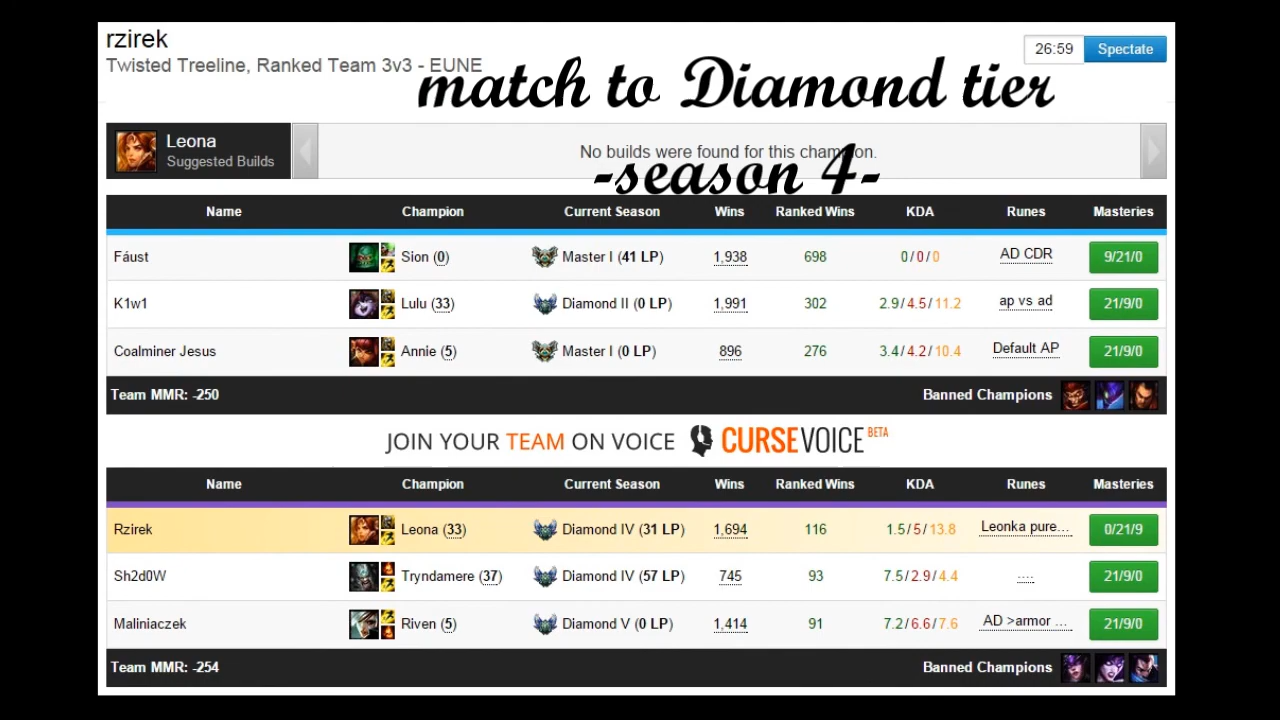 rzirek
26:59 Spectate
Twisted Treeline, Ranked Team 3v3 - EUNE
match to Diamond tier
Leona
Suggested Builds
No builds were found for this champion.
-season 4-
Name Champion Current Season Wins Ranked Wins KDA Runes Masteries
Fáust Sion (0) Master I (41 LP) 1,938 698 0/0/0 AD CDR 9/21/0
K1w1 Lulu (33) Diamond II (0 LP) 1,991 302 2.9/4.5/11.2 ap vs ad 21/9/0
Coalminer Jesus Annie (5) Master I (0 LP) 896 276 3.4/4.2/10.4 Default AP 21/9/0
Team MMR: -250 Banned Champions
JOIN YOUR TEAM ON VOICE CURSEVOICE BETA
Name Champion Current Season Wins Ranked Wins KDA Runes Masteries
Rzirek Leona (33) Diamond IV (31 LP) 1,694 116 1.5/5/13.8 Leonka pure... 0/21/9
Sh2d0W Tryndamere (37) Diamond IV (57 LP) 745 93 7.5/2.9/4.4 .... 21/9/0
Maliniaczek Riven (5) Diamond V (0 LP) 1,414 91 7.2/6.6/7.6 AD >armor ... 21/9/0
Team MMR: -254 Banned Champions